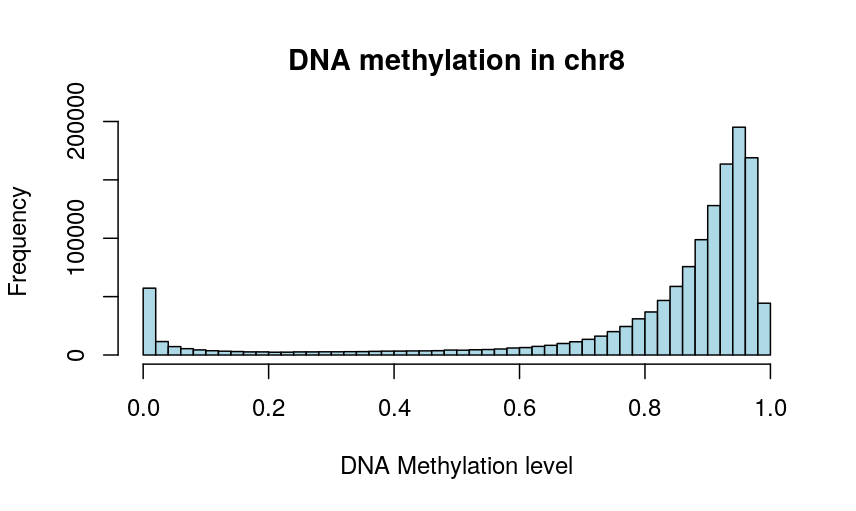 DNA methylation in chr8
Frequency
200000
100000
0
0.0 0.2 0.4 0.6 0.8 1.0
DNA Methylation level